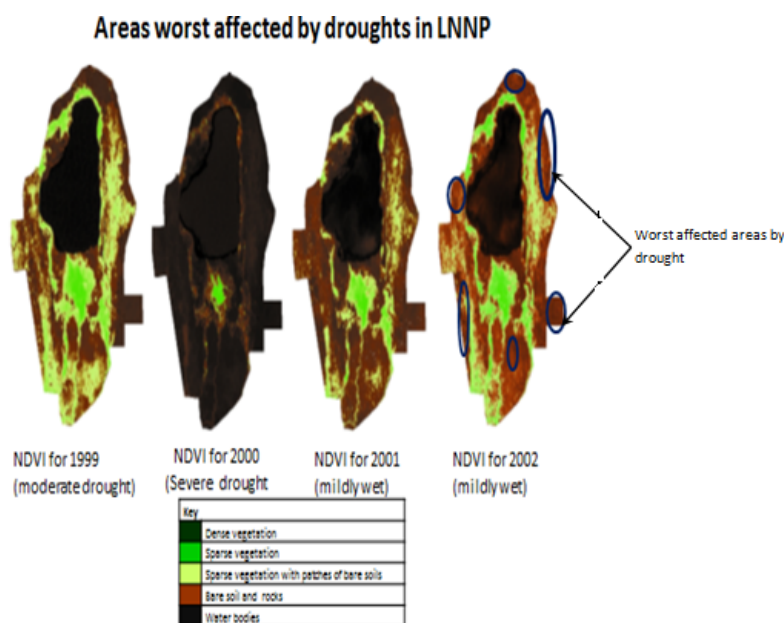 Areas worst affected by droughts in LNNP
Worst affected areas by
drought
NDVI for 1999
(moderate drought)
NDVI for 2000
(Severe drought
NDVI for 2001
(mildly wet)
NDVI for 2002
(mildly wet)
Key
Dense vegetation
Sparse vegetation
Sparse vegetation with patches of bare soils
Bare soil and rocks
Water bodies